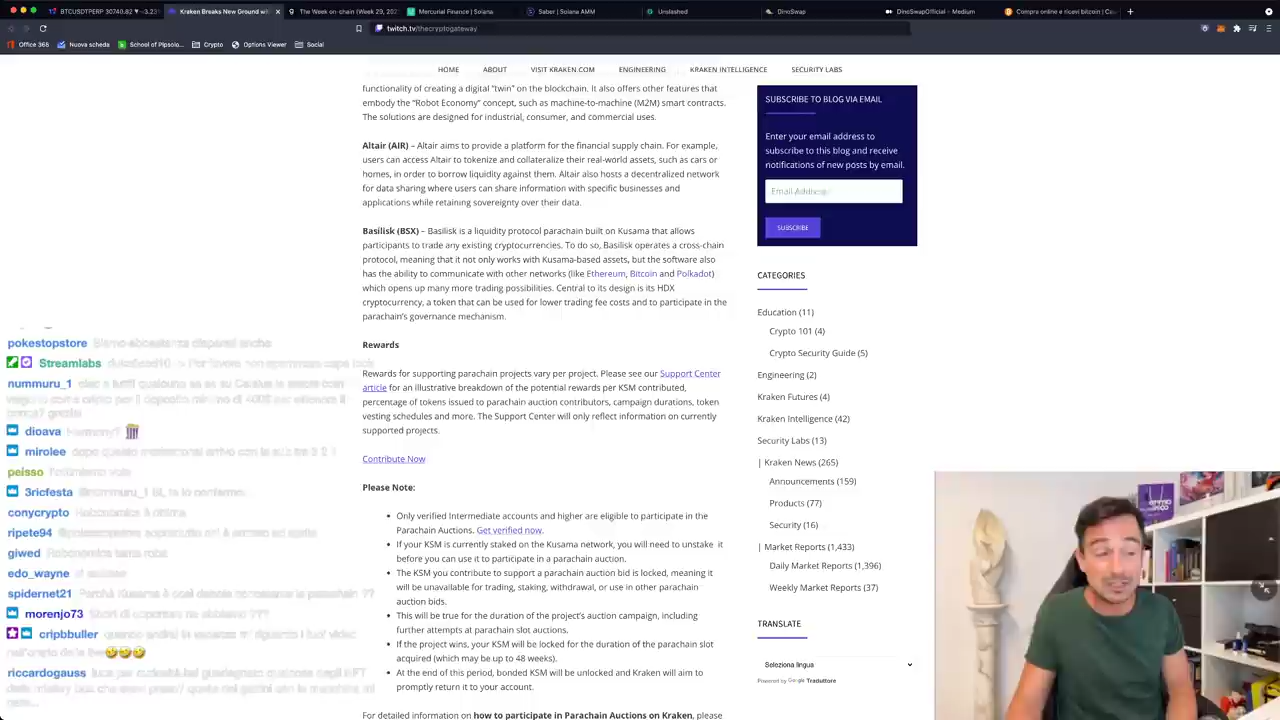 BTCUSDTPERP 30740.82 ▼−3.23
Kraken Breaks New Ground wi
The Week on-chain (Week 29, 202
Mercurial Finance | Solana
Saber | Solana AMM
Unslashed
DinoSwap
DinoSwapOfficial – Medium
Compra online e ricevi bitcoin | Co
twitch.tv/thecryptogateway
Office 365
Nuova scheda
School of Pipsolo...
Crypto
Options Viewer
Social
HOME
ABOUT
VISIT KRAKEN.COM
ENGINEERING
KRAKEN INTELLIGENCE
SECURITY LABS
functionality of creating a digital "twin" on the blockchain. It also offers other features that
embody the "Robot Economy" concept, such as machine-to-machine (M2M) smart contracts.
The solutions are designed for industrial, consumer, and commercial uses.
Altair (AIR) – Altair aims to provide a platform for the financial supply chain. For example,
users can access Altair to tokenize and collateralize their real-world assets, such as cars or
homes, in order to borrow liquidity against them. Altair also hosts a decentralized network
for data sharing where users can share information with specific businesses and
applications while retaining sovereignty over their data.
Basilisk (BSX) – Basilisk is a liquidity protocol parachain built on Kusama that allows
participants to trade any existing cryptocurrencies. To do so, Basilisk operates a cross-chain
protocol, meaning that it not only works with Kusama-based assets, but the software also
has the ability to communicate with other networks (like Ethereum, Bitcoin and Polkadot)
which opens up many more trading possibilities. Central to its design is its HDX
cryptocurrency, a token that can be used for lower trading fee costs and to participate in the
parachain's governance mechanism.
Rewards
Rewards for supporting parachain projects vary per project. Please see our Support Center
article for an illustrative breakdown of the potential rewards per KSM contributed,
percentage of tokens issued to parachain auction contributors, campaign durations, token
vesting schedules and more. The Support Center will only reflect information on currently
supported projects.
Contribute Now
Please Note:
• Only verified Intermediate accounts and higher are eligible to participate in the
Parachain Auctions. Get verified now.
• If your KSM is currently staked on the Kusama network, you will need to unstake it
before you can use it to participate in a parachain auction.
• The KSM you contribute to support a parachain auction bid is locked, meaning it
will be unavailable for trading, staking, withdrawal, or use in other parachain
auction bids.
• This will be true for the duration of the project's auction campaign, including
further attempts at parachain slot auctions.
• If the project wins, your KSM will be locked for the duration of the parachain slot
acquired (which may be up to 48 weeks).
• At the end of this period, bonded KSM will be unlocked and Kraken will aim to
promptly return it to your account.
For detailed information on how to participate in Parachain Auctions on Kraken, please
SUBSCRIBE TO BLOG VIA EMAIL
Enter your email address to
subscribe to this blog and receive
notifications of new posts by email.
Email Address
SUBSCRIBE
CATEGORIES
Education (11)
Crypto 101 (4)
Crypto Security Guide (5)
Engineering (2)
Kraken Futures (4)
Kraken Intelligence (42)
Security Labs (13)
| Kraken News (265)
Announcements (159)
Products (77)
Security (16)
| Market Reports (1,433)
Daily Market Reports (1,396)
Weekly Market Reports (37)
TRANSLATE
Seleziona lingua
Powered by Google Traduttore
pokestopstore
Streamlabs
nummuru_1
dioava Harmony?
mirolee
peisso
3ricfesta @nummuru_1
conycrypto
ripete94
giwed
edo_wayne
spidernet21
morenjo73
cripbbuller
riccardogauss